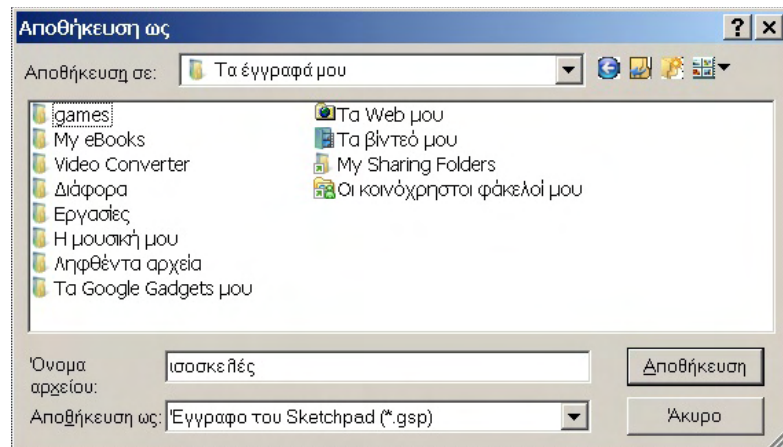 Αποθήκευση ως
Αποθήκευση σε: Τα έγγραφά μου
games
My eBooks
Video Converter
Διάφορα
Εργασίες
Η μουσική μου
Ληφθέντα αρχεία
Τα Google Gadgets μου
Τα Web μου
Τα βίντεό μου
My Sharing Folders
Οι κοινόχρηστοι φάκελοί μου
Όνομα
αρχείου:
ισοσκελές
Αποθήκευση
Αποθήκευση ως: Έγγραφο του Sketchpad (*.gsp)
Άκυρο